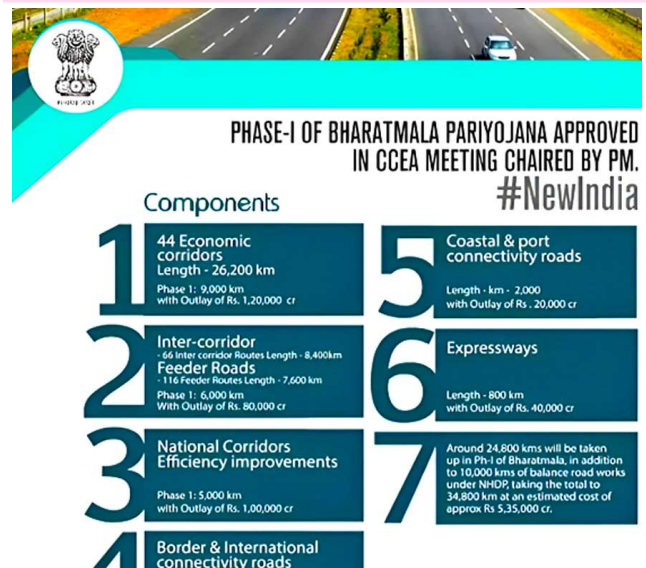 PHASE-I OF BHARATMALA PARIYOJANA APPROVED
IN CCEA MEETING CHAIRED BY PM.
#NewIndia
Components
1
44 Economic
corridors
Length - 26,200 km
Phase 1: 9,000 km
with Outlay of Rs. 1,20,000 cr
2
Inter-corridor
- 66 Inter corridor Routes Length - 8,400km
Feeder Roads
- 116 Feeder Routes Length - 7,600 km
Phase 1: 6,000 km
With Outlay of Rs. 80,000 cr
3
National Corridors
Efficiency improvements
Phase 1: 5,000 km
with Outlay of Rs. 1,00,000 cr
4
Border & International
connectivity roads
5
Coastal & port
connectivity roads
Length - km - 2,000
with Outlay of Rs . 20,000 cr
6
Expressways
Length - 800 km
with Outlay of Rs. 40,000 cr
7
Around 24,800 kms will be taken
up in Ph-I of Bharatmala, in addition
to 10,000 kms of balance road works
under NHDP, taking the total to
34,800 km at an estimated cost of
approx Rs 5,35,000 cr.